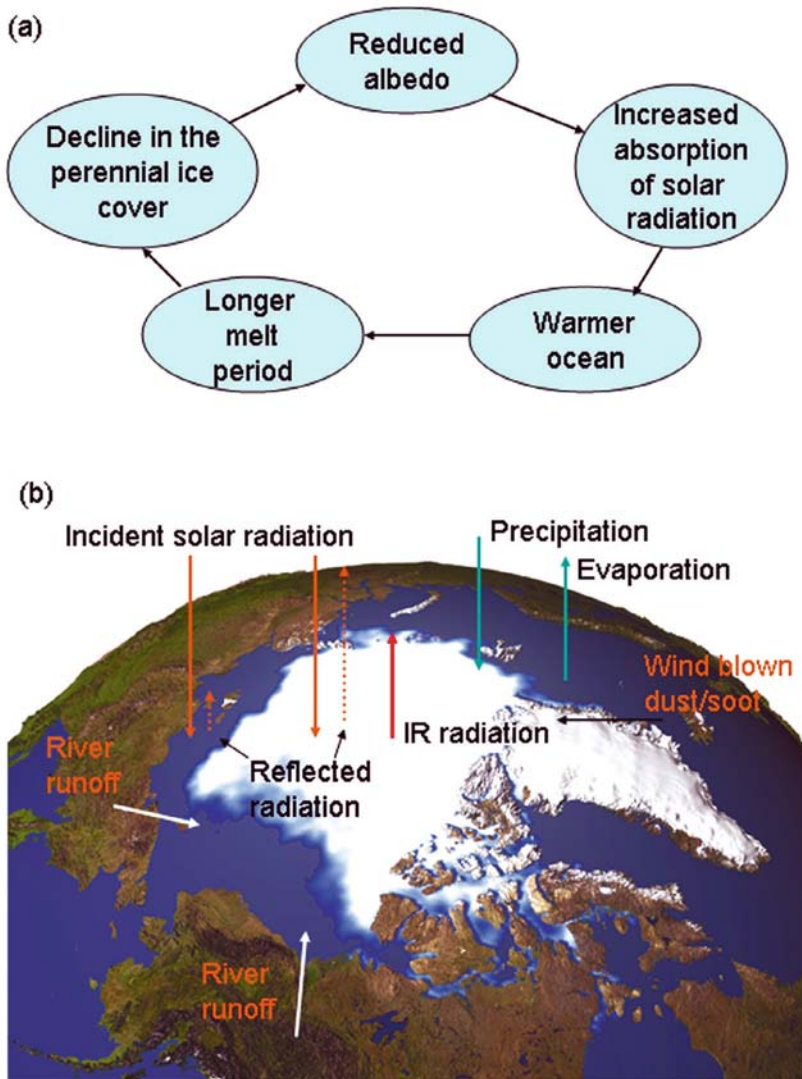 (a)
Reduced
albedo
Increased
absorption
of solar
radiation
Warmer
ocean
Longer
melt
period
Decline in the
perennial ice
cover
(b)
Incident solar radiation
Precipitation
Evaporation
Wind blown
dust/soot
IR radiation
Reflected
radiation
River
runoff
River
runoff